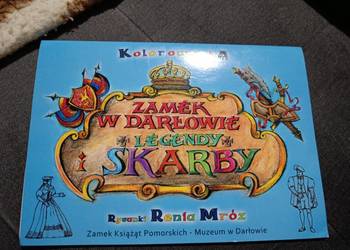 Kolorowanka
ZAMEK
W DARŁOWIE
LEGENDY
i SKARBY
Rysunki Renia Mróz
Zamek Książąt Pomorskich - Muzeum w Darłowie